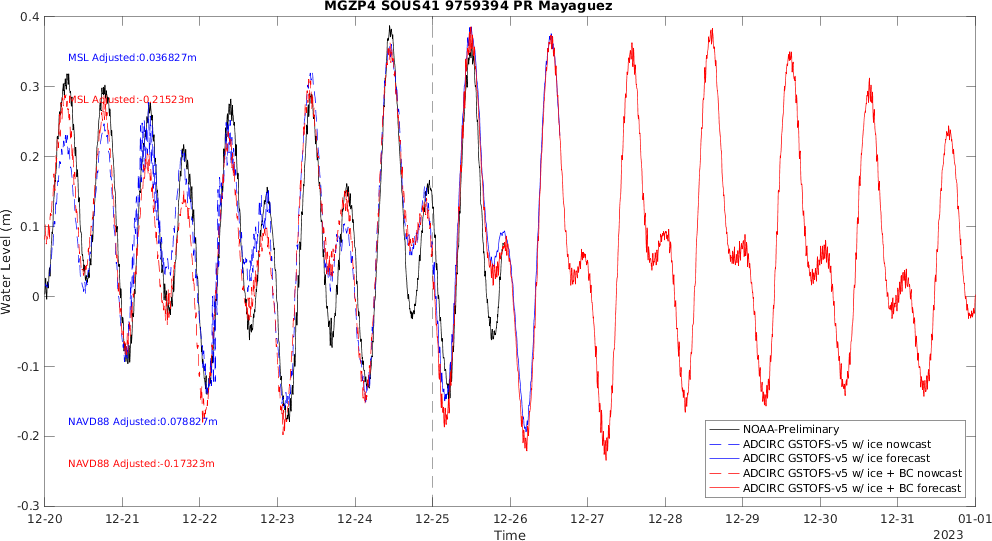 MGZP4 SOUS41 9759394 PR Mayaguez
0.4
0.3
0.2
0.1
0
-0.1
-0.2
-0.3
Water Level (m)
MSL Adjusted:0.036827m
MSL Adjusted:-0.21523m
NAVD88 Adjusted:0.078827m
NAVD88 Adjusted:-0.17323m
NOAA-Preliminary
ADCIRC GSTOFS-v5 w/ ice nowcast
ADCIRC GSTOFS-v5 w/ ice forecast
ADCIRC GSTOFS-v5 w/ ice + BC nowcast
ADCIRC GSTOFS-v5 w/ ice + BC forecast
12-20 12-21 12-22 12-23 12-24 12-25 12-26 12-27 12-28 12-29 12-30 12-31 01-01
Time
2023